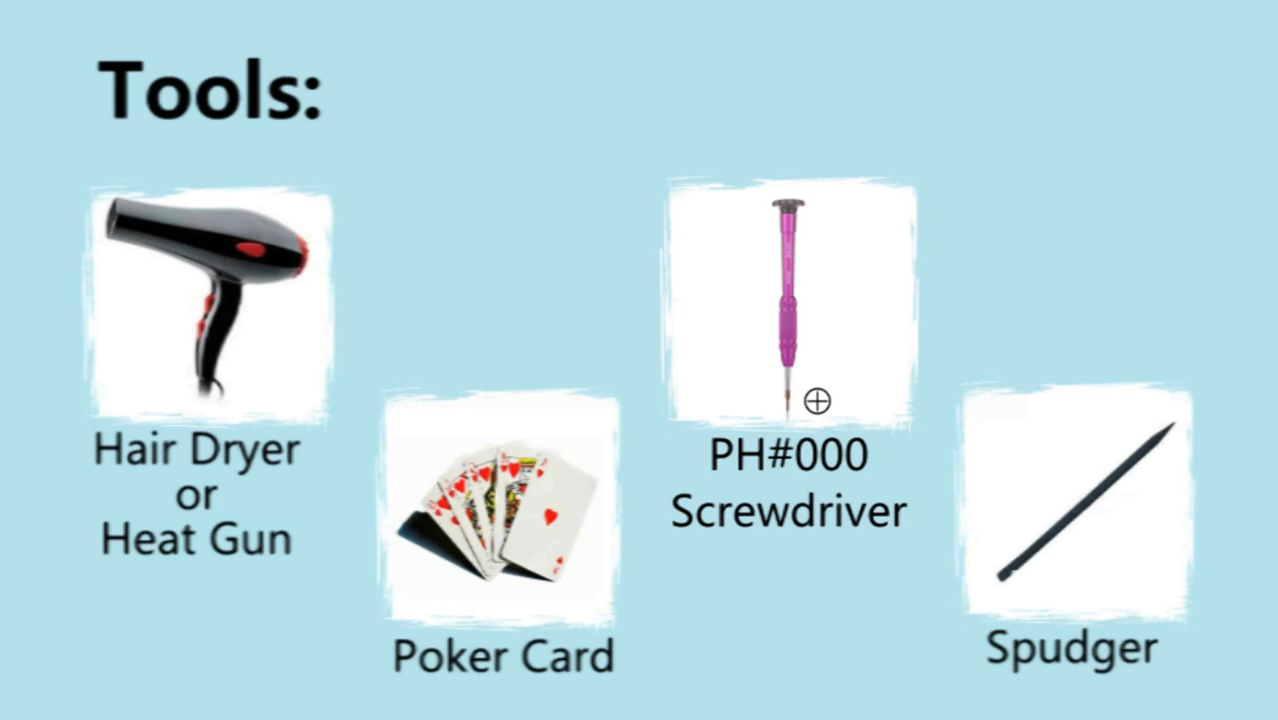 Tools:
Hair Dryer
or
Heat Gun
Poker Card
PH#000
Screwdriver
Spudger